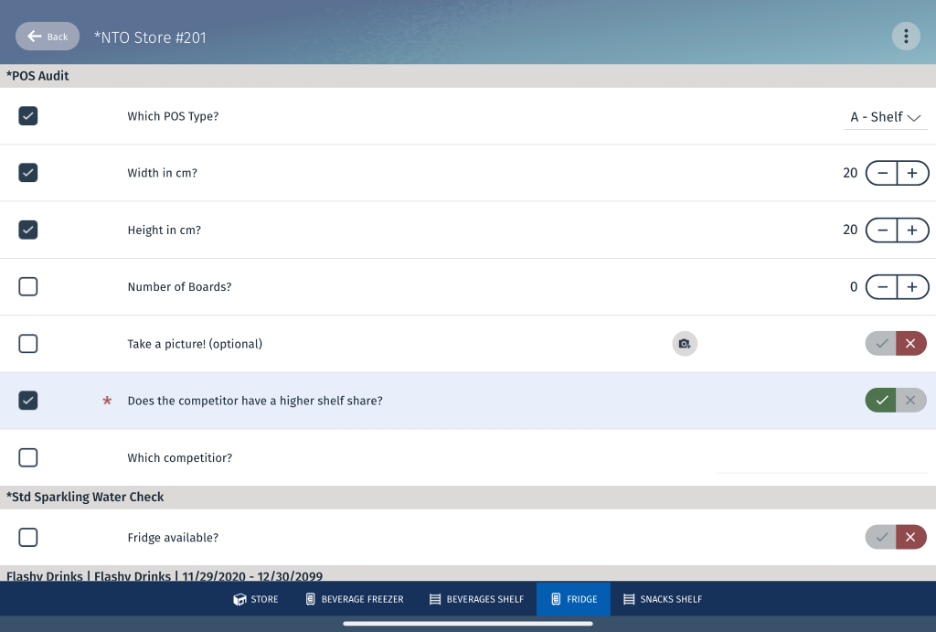 Back
*NTO Store #201
*POS Audit
Which POS Type?
A - Shelf
Width in cm?
20
Height in cm?
20
Number of Boards?
0
Take a picture! (optional)
* Does the competitor have a higher shelf share?
Which competitior?
*Std Sparkling Water Check
Fridge available?
Flashy Drinks | Flashy Drinks | 11/29/2020 - 12/30/2099
STORE BEVERAGE FREEZER BEVERAGES SHELF FRIDGE SNACKS SHELF